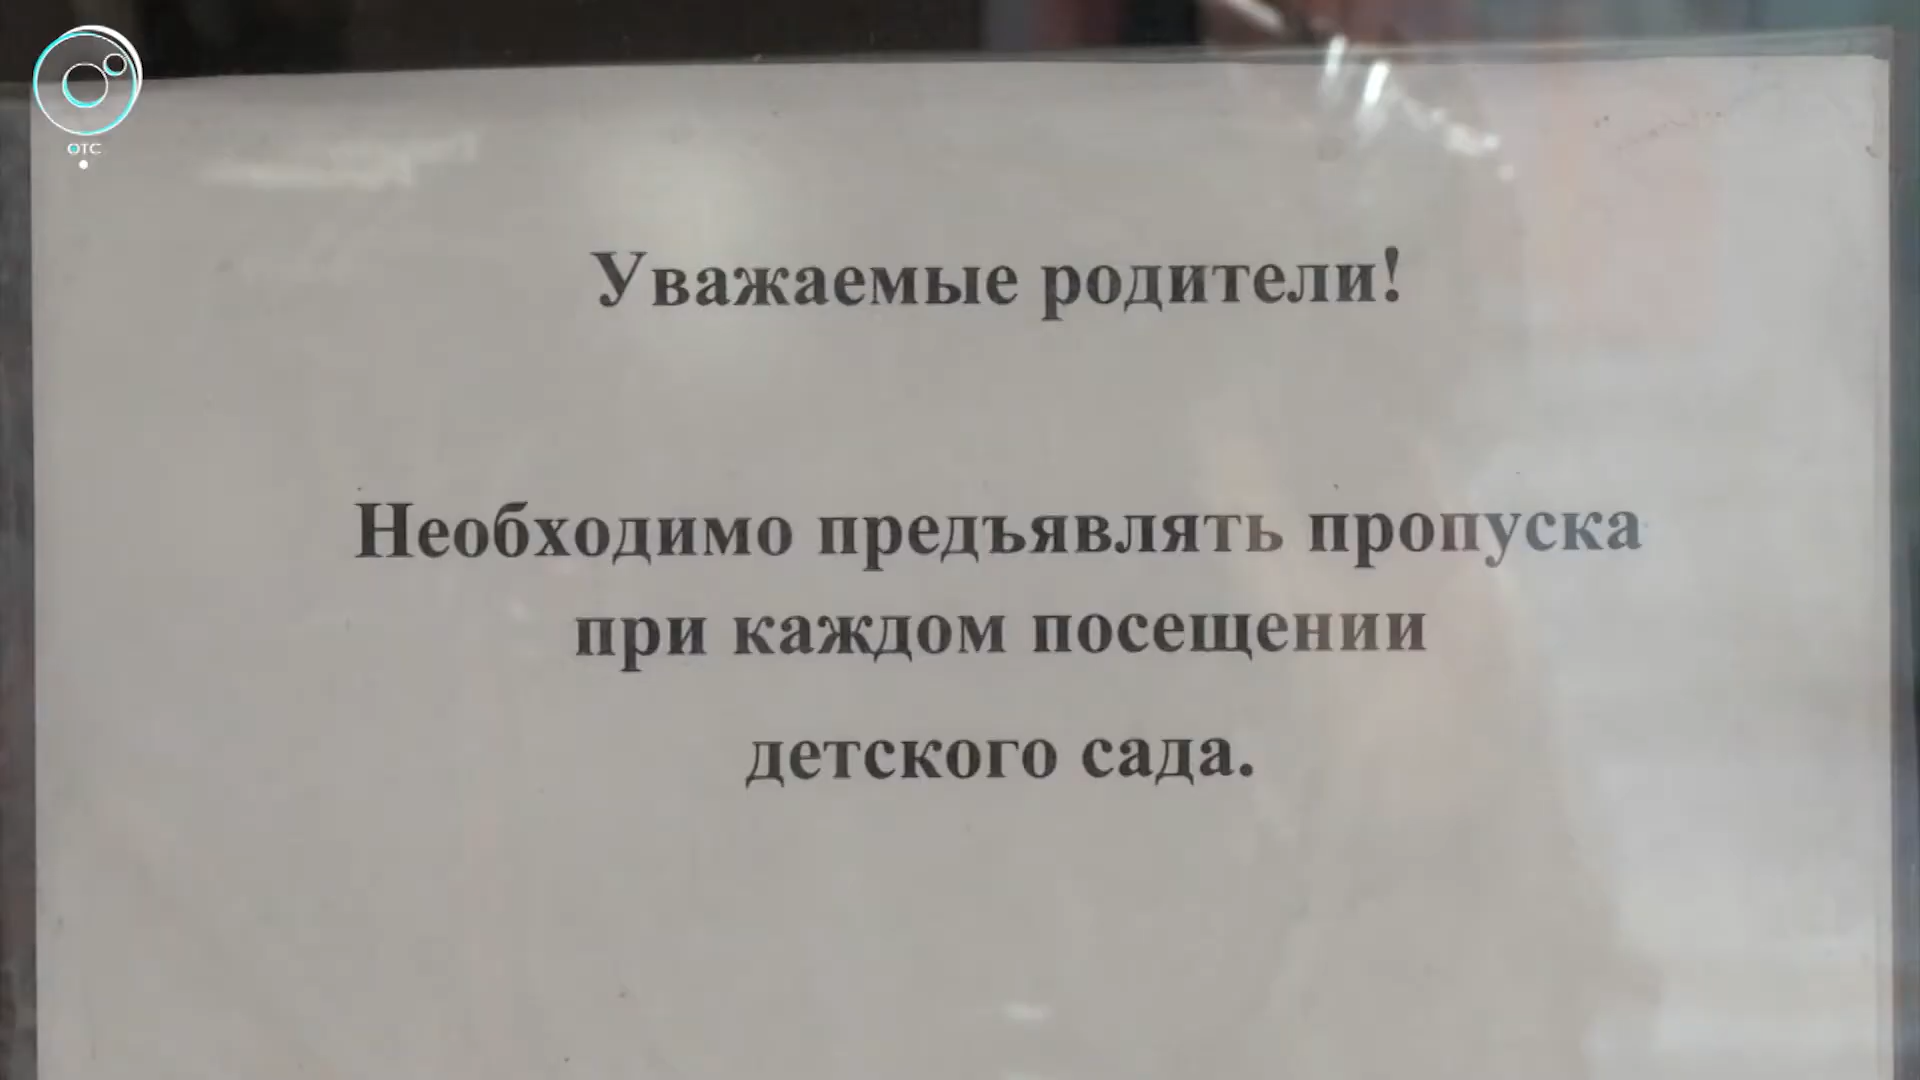 ОТС
Уважаемые родители!
Необходимо предъявлять пропуска
при каждом посещении
детского сада.